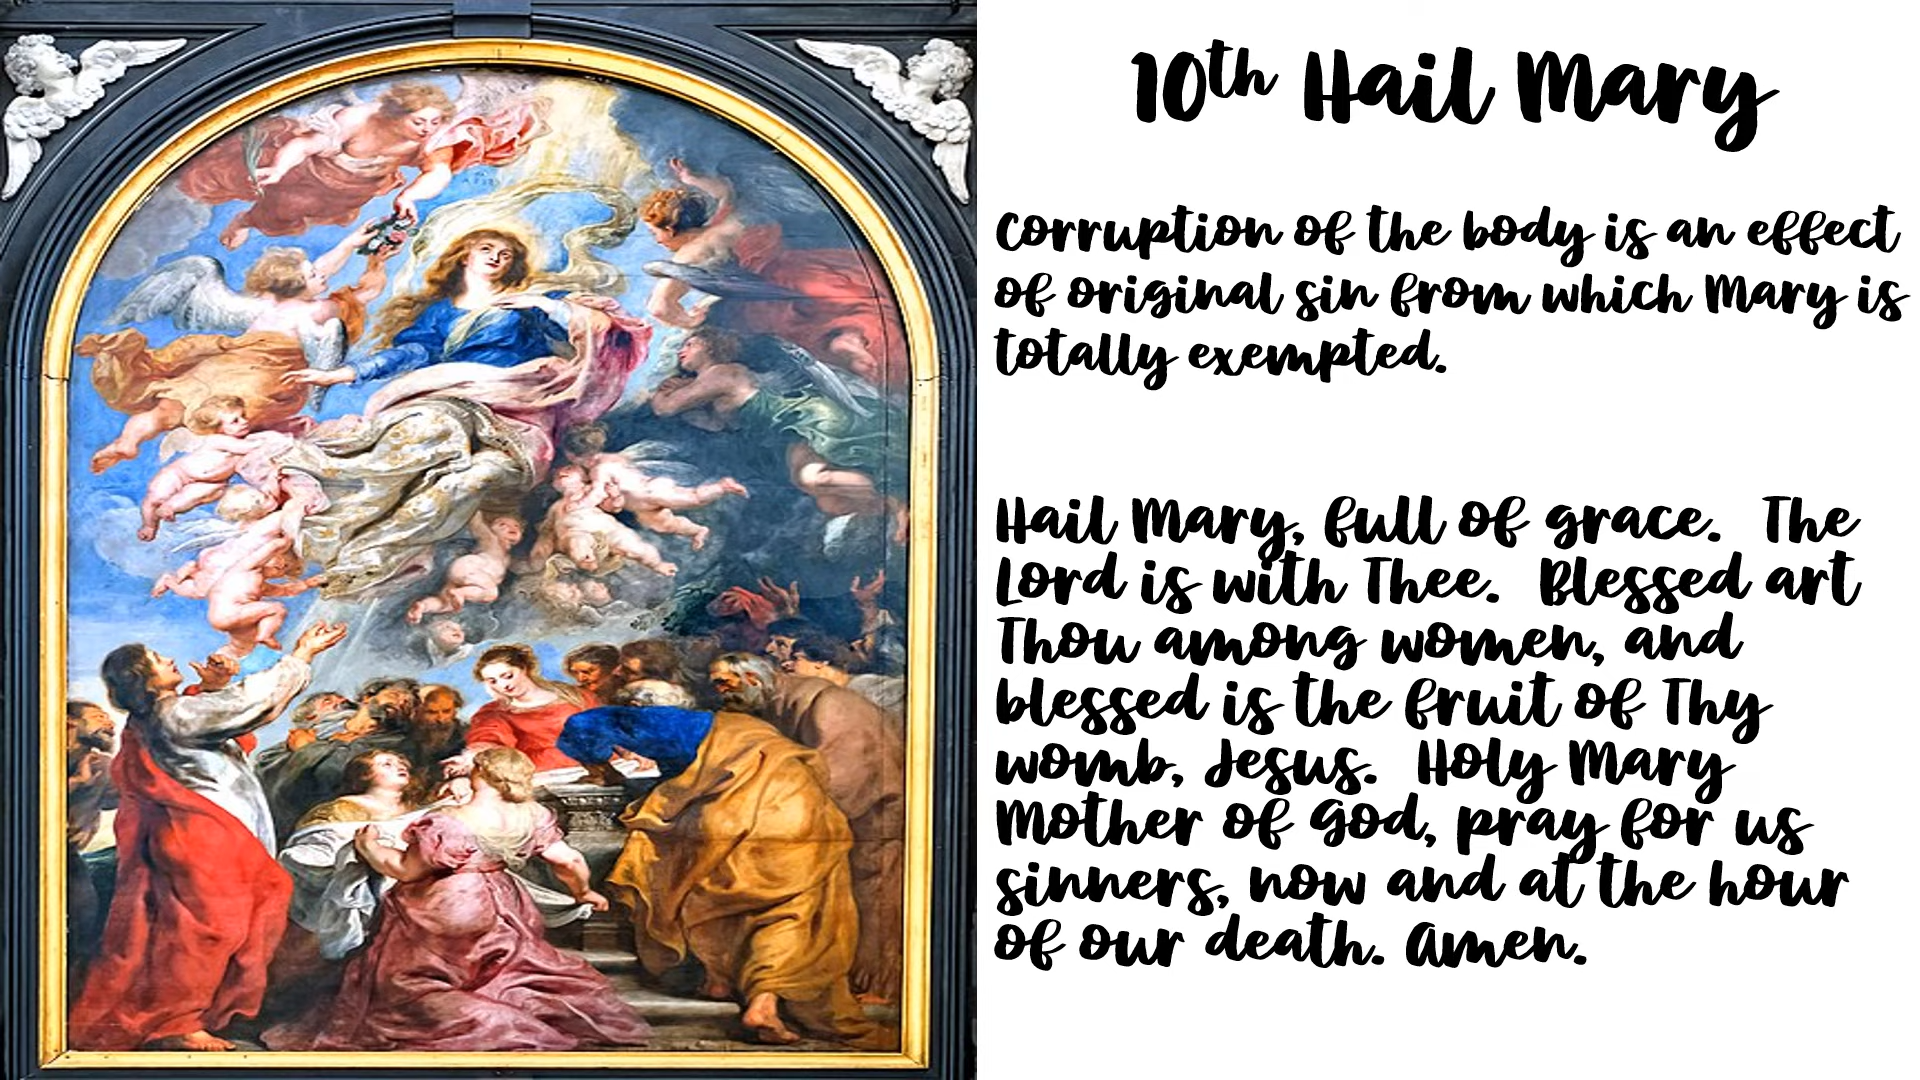 10th Hail Mary
Corruption of the body is an effect
of original sin from which Mary is
totally exempted.
Hail Mary, full of grace.  The
Lord is with Thee.  Blessed art
Thou among women, and
blessed is the fruit of Thy
womb, Jesus.  Holy Mary
Mother of God, pray for us
sinners, now and at the hour
of our death. Amen.